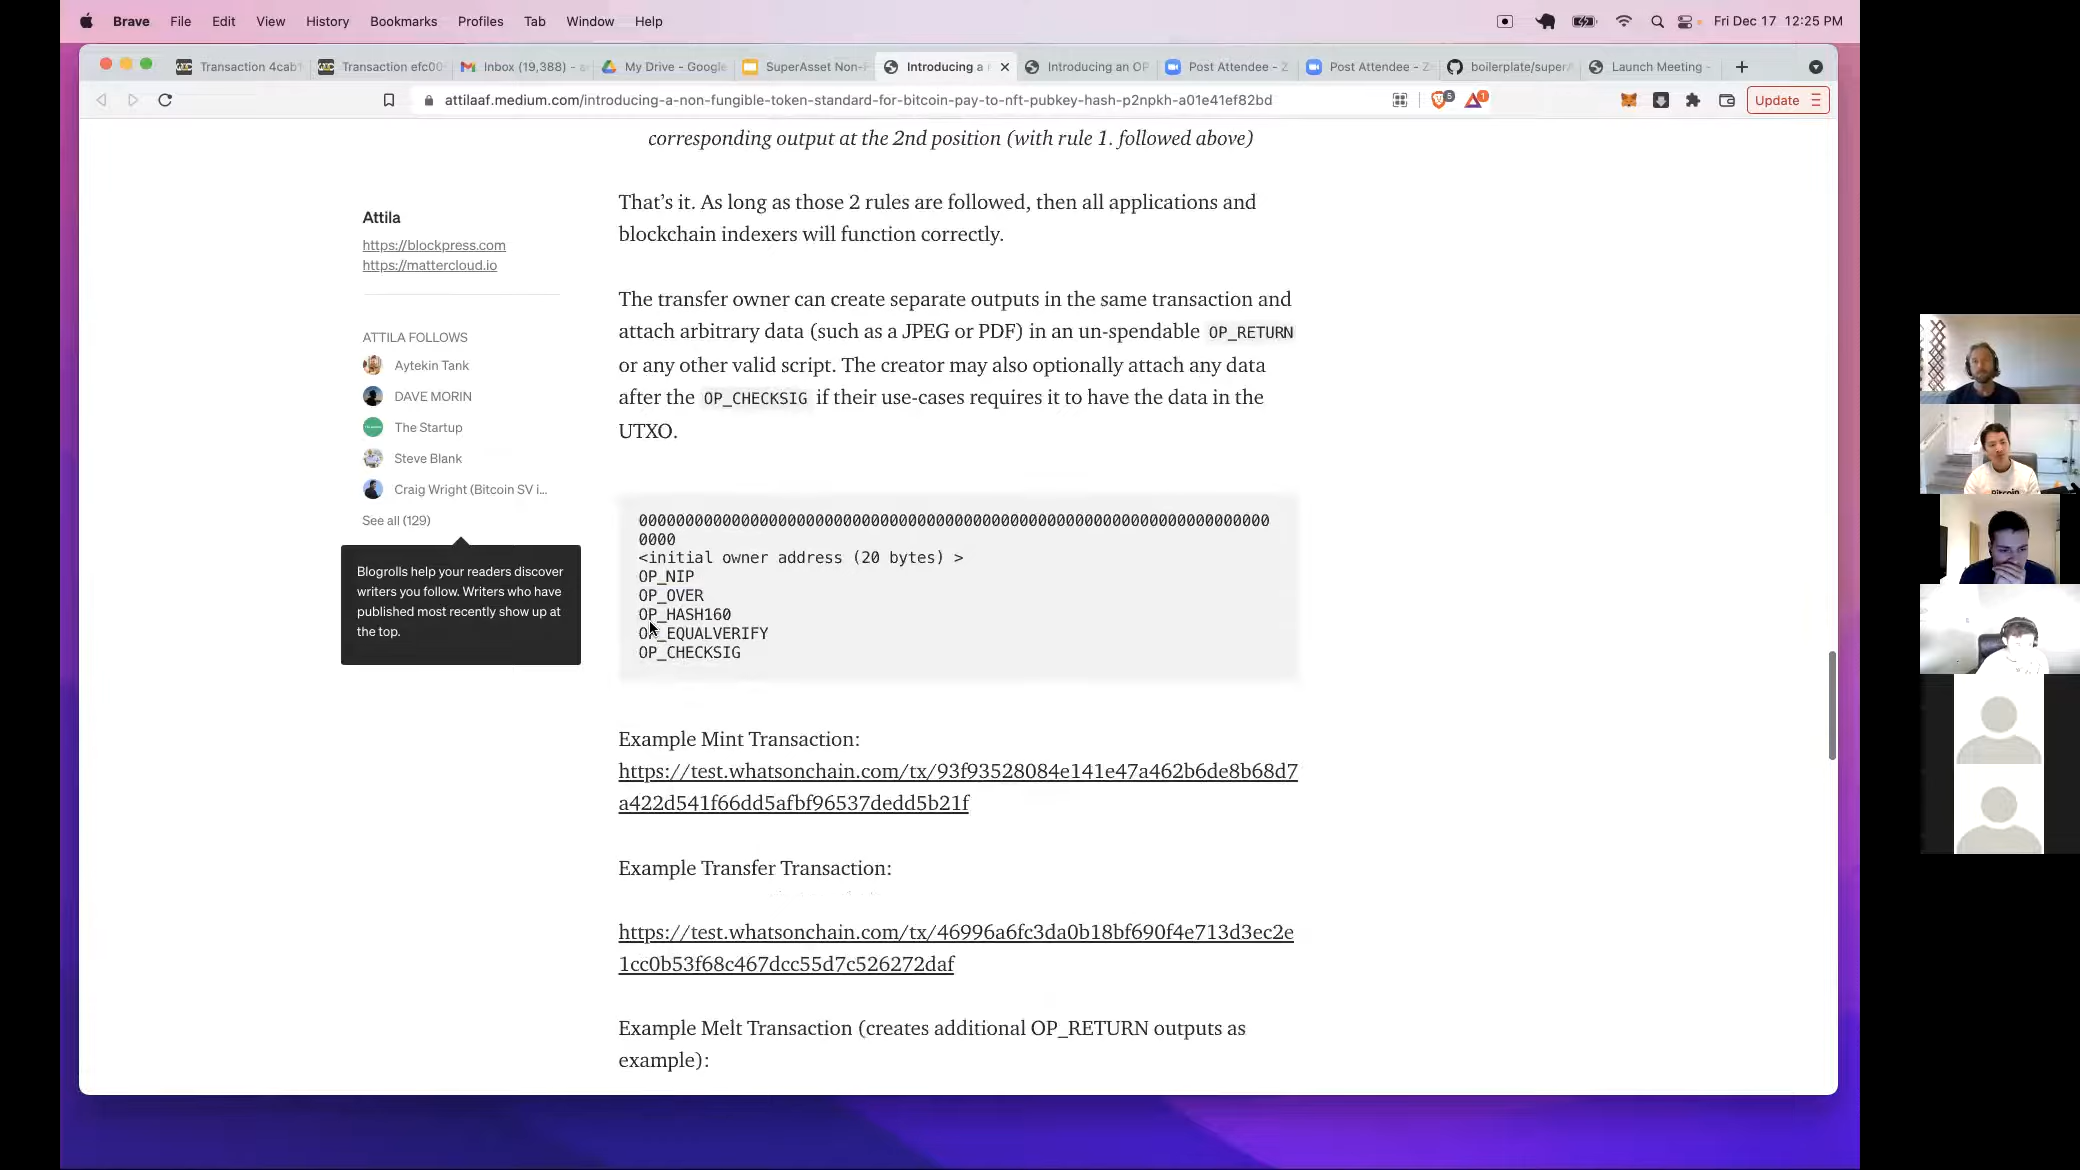 Brave File Edit View History Bookmarks Profiles Tab Window Help Fri Dec 17 12:25 PM
Transaction 4cab1 Transaction efc00 Inbox (19,388) - a My Drive - Google SuperAsset Non-F Introducing a Introducing an OP Post Attendee - Z Post Attendee - Z boilerplate/super Launch Meeting -
attilaaf.medium.com/introducing-a-non-fungible-token-standard-for-bitcoin-pay-to-nft-pubkey-hash-p2npkh-a01e41ef82bd 5 1 Update
corresponding output at the 2nd position (with rule 1. followed above)
That’s it. As long as those 2 rules are followed, then all applications and
blockchain indexers will function correctly.
The transfer owner can create separate outputs in the same transaction and
attach arbitrary data (such as a JPEG or PDF) in an un-spendable OP_RETURN
or any other valid script. The creator may also optionally attach any data
after the OP_CHECKSIG if their use-cases requires it to have the data in the
UTXO.
Attila
https://blockpress.com
https://mattercloud.io
ATTILA FOLLOWS
Aytekin Tank
DAVE MORIN
The Startup
Steve Blank
Craig Wright (Bitcoin SV i...
See all (129)
Blogrolls help your readers discover
writers you follow. Writers who have
published most recently show up at
the top.
00000000000000000000000000000000000000000000000000000000000000000000
0000
<initial owner address (20 bytes) >
OP_NIP
OP_OVER
OP_HASH160
OP_EQUALVERIFY
OP_CHECKSIG
Example Mint Transaction:
https://test.whatsonchain.com/tx/93f93528084e141e47a462b6de8b68d7
a422d541f66dd5afbf96537dedd5b21f
Example Transfer Transaction:
https://test.whatsonchain.com/tx/46996a6fc3da0b18bf690f4e713d3ec2e
1cc0b53f68c467dcc55d7c526272daf
Example Melt Transaction (creates additional OP_RETURN outputs as
example):
Bitcoin